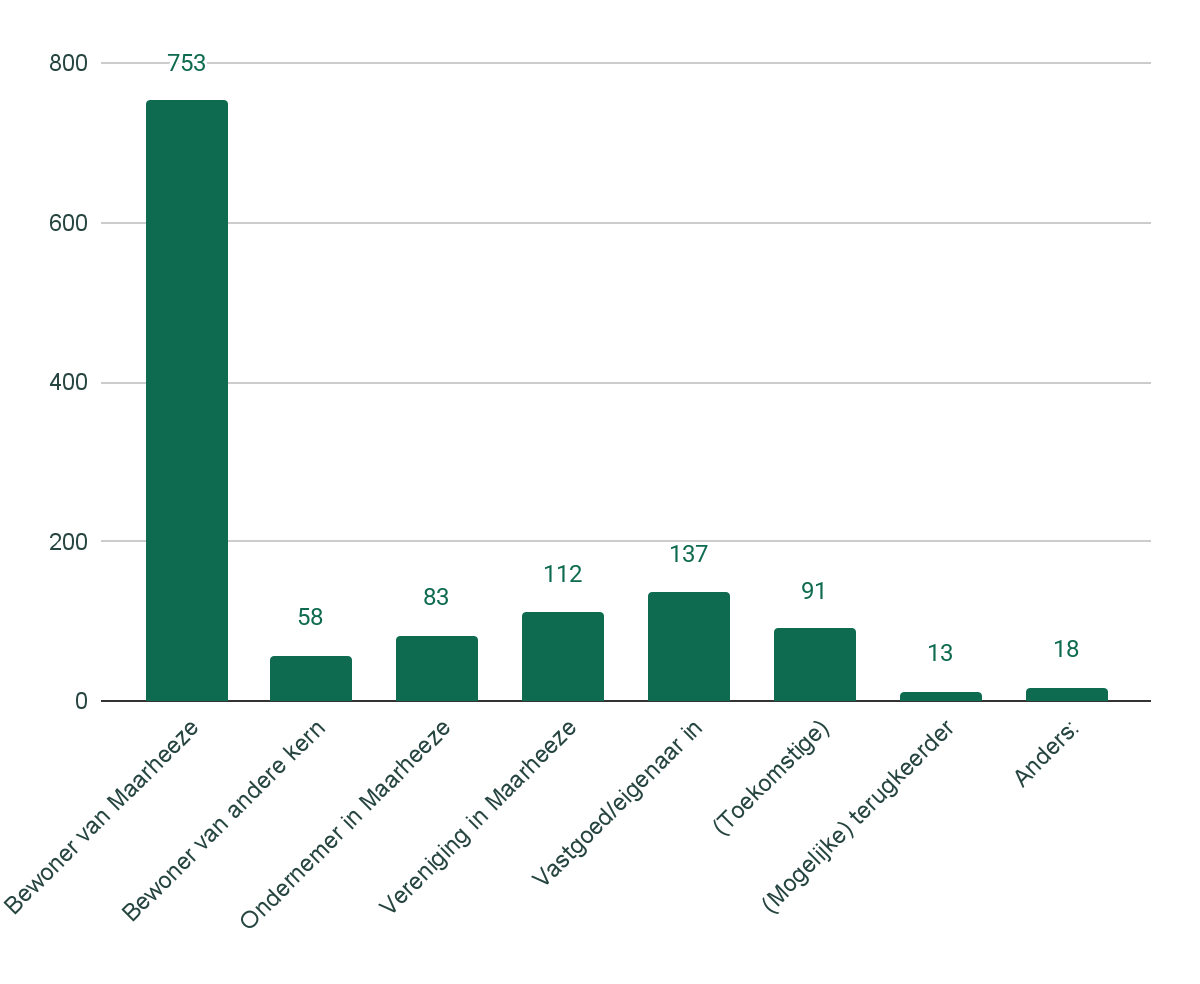 800
600
400
200
0
753
58
83
112
137
91
13
18
Bewoner van Maarheeze
Bewoner van andere kern
Ondernemer in Maarheeze
Vereniging in Maarheeze
Vastgoed/eigenaar in
(Toekomstige)
(Mogelijke) terugkeerder
Anders: